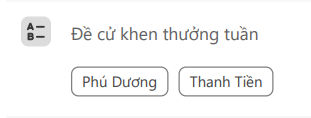 A
B
Đề cử khen thưởng tuần
Phú Dương
Thanh Tiền